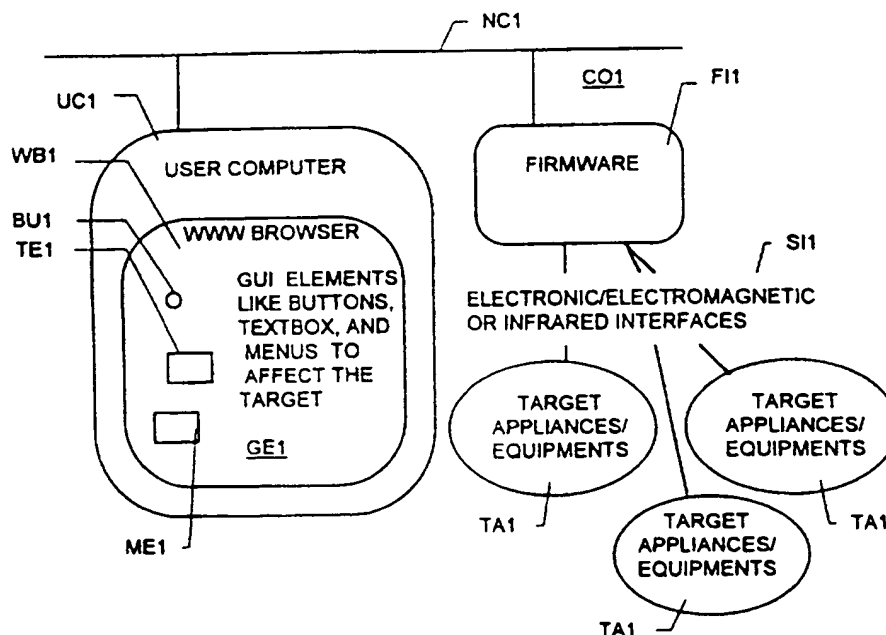 NC1
CO1
FI1
UC1
WB1
USER COMPUTER
FIRMWARE
BU1
TE1
WWW BROWSER
SI1
GUI ELEMENTS
LIKE BUTTONS,
TEXTBOX, AND
MENUS TO
AFFECT THE
TARGET
ELECTRONIC/ELECTROMAGNETIC
OR INFRARED INTERFACES
GE1
TARGET
APPLIANCES/
EQUIPMENTS
TARGET
APPLIANCES/
EQUIPMENTS
TA1
TA1
ME1
TARGET
APPLIANCES/
EQUIPMENTS
TA1